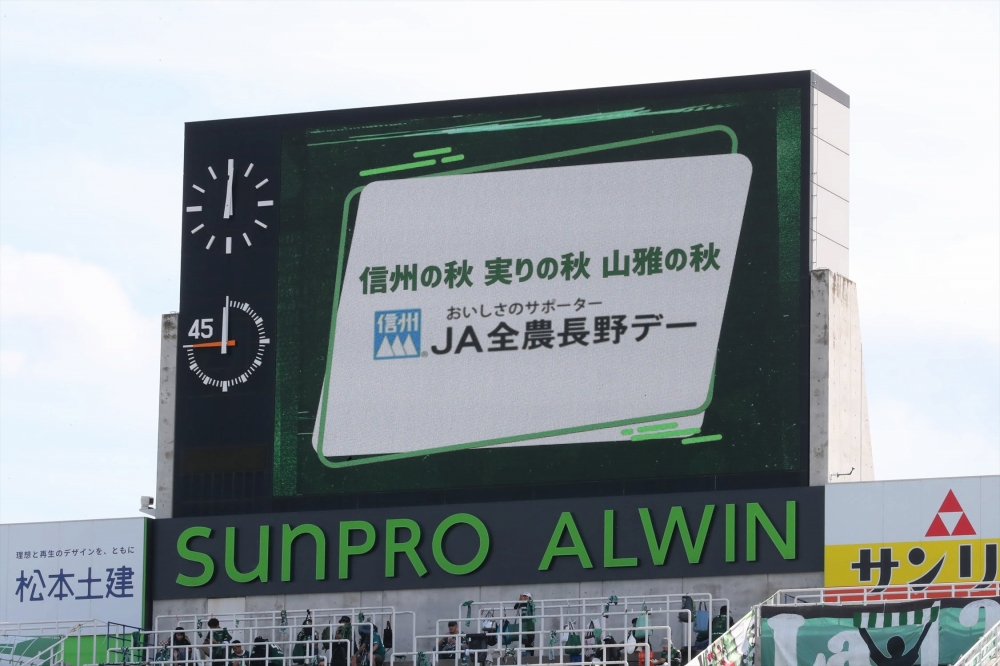 信州の秋 実りの秋 山雅の秋
おいしさのサポーター
信州
JA全農長野デー
45
SUNPRO ALWIN
理想と再生のデザインを、ともに
松本土建
サンリ